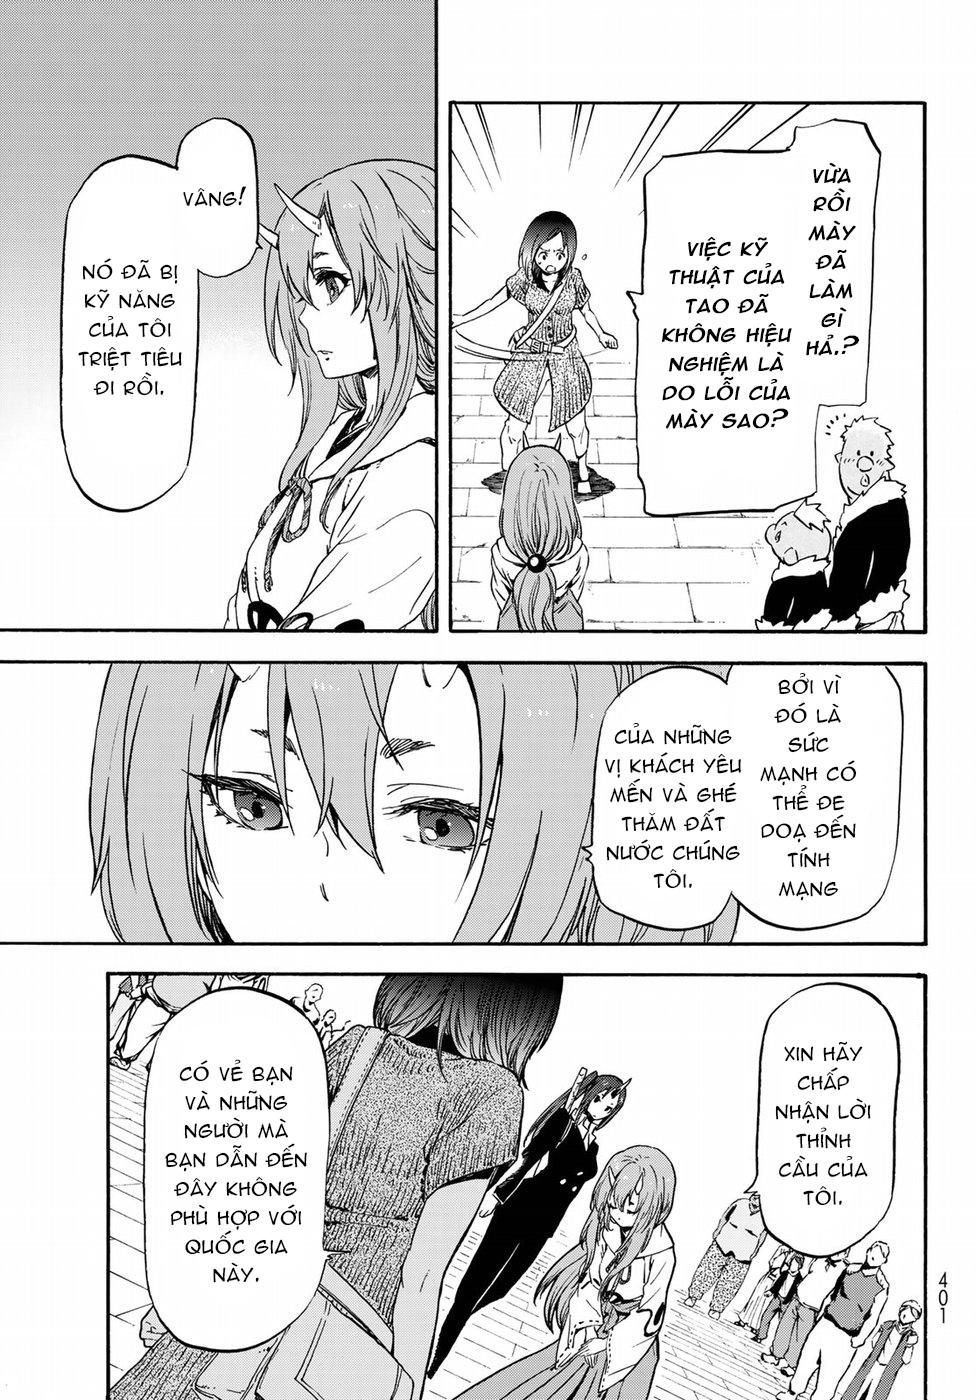 VỪA
RỒI
MÀY
ĐÃ
LÀM
GÌ
HẢ.?
VIỆC KỸ
THUẬT CỦA
TAO ĐÃ
KHÔNG HIỆU
NGHIỆM LÀ
DO LỖI CỦA
MÀY SAO?
VÂNG!
NÓ ĐÃ BỊ
KỸ NĂNG
CỦA TÔI
TRIỆT TIÊU
ĐI RỒI.
BỞI VÌ
ĐÓ LÀ
SỨC
MẠNH CÓ
THỂ ĐE
DOẠ ĐẾN
TÍNH
MẠNG
CỦA NHỮNG
VỊ KHÁCH YÊU
MẾN VÀ GHÉ
THĂM ĐẤT
NƯỚC CHÚNG
TÔI.
XIN HÃY
CHẤP
NHẬN LỜI
THỈNH
CẦU CỦA
TÔI.
CÓ VẺ BẠN
VÀ NHỮNG
NGƯỜI MÀ
BẠN DẪN ĐẾN
ĐÂY KHÔNG
PHÙ HỢP VỚI
QUỐC GIA
NÀY.
401